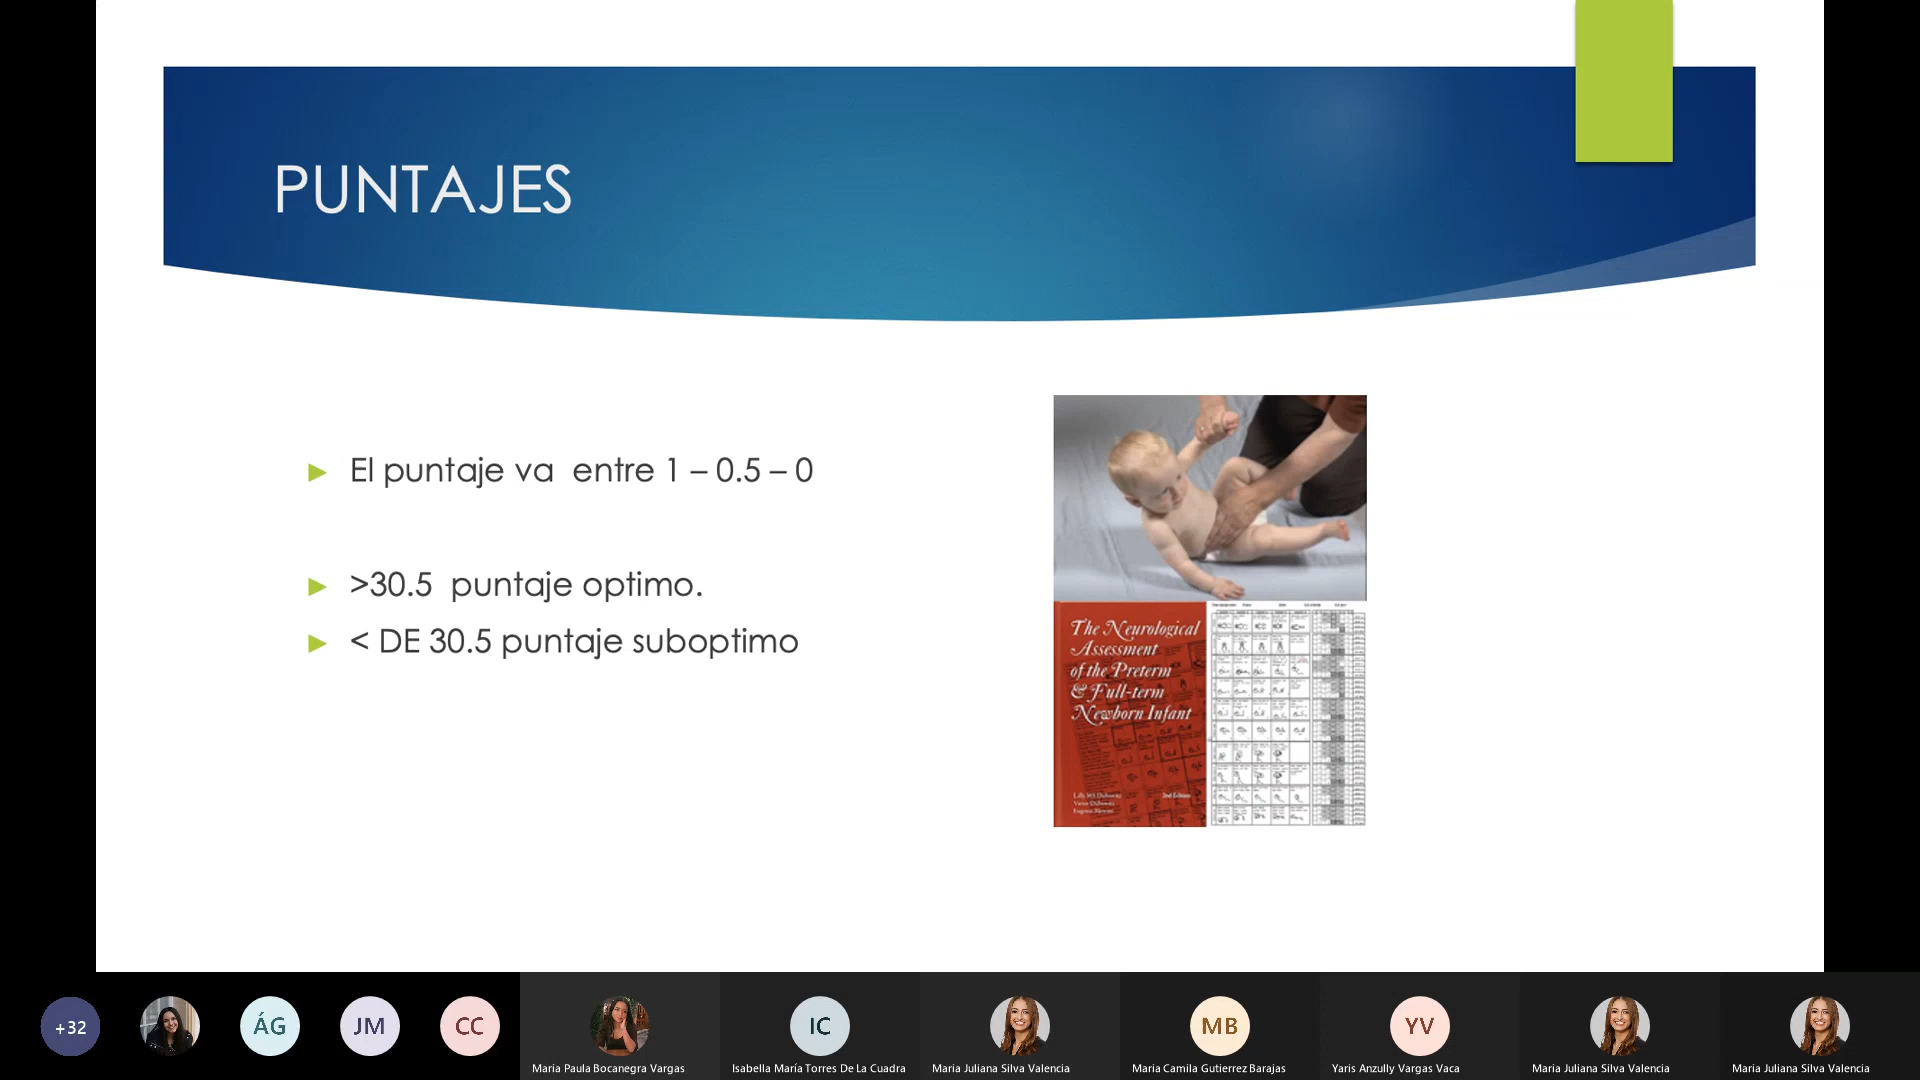 PUNTAJES
El puntaje va  entre 1 – 0.5 – 0
>30.5  puntaje optimo.
< DE 30.5 puntaje suboptimo
The Neurological
Assessment
of the Preterm
& Full-term
Newborn Infant
2nd Edition
+32
ÁG
JM
CC
IC
MB
YV
Maria Paula Bocanegra Vargas
Isabella María Torres De La Cuadra
Maria Juliana Silva Valencia
Maria Camila Gutierrez Barajas
Yaris Anzully Vargas Vaca
Maria Juliana Silva Valencia
Maria Juliana Silva Valencia